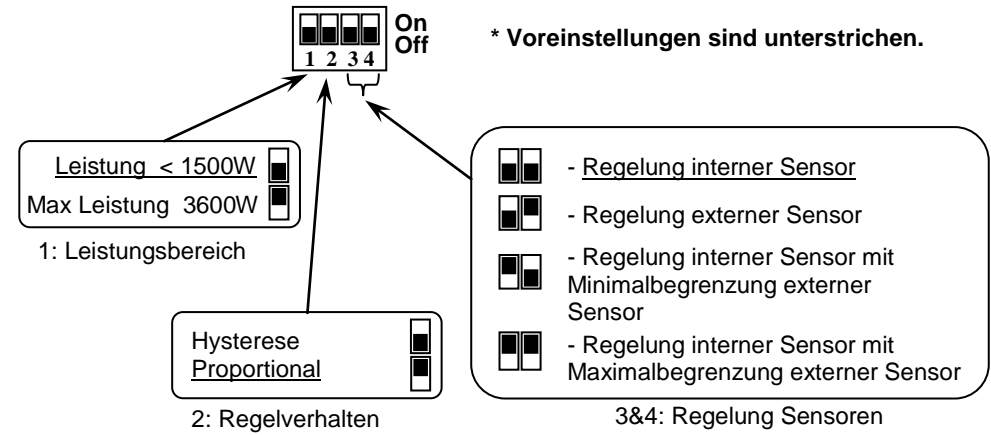 On
Off
1 2 3 4
* Voreinstellungen sind unterstrichen.
Leistung < 1500W
Max Leistung 3600W
1: Leistungsbereich
Hysterese
Proportional
2: Regelverhalten
- Regelung interner Sensor
- Regelung externer Sensor
- Regelung interner Sensor mit
Minimalbegrenzung externer
Sensor
- Regelung interner Sensor mit
Maximalbegrenzung externer Sensor
3&4: Regelung Sensoren